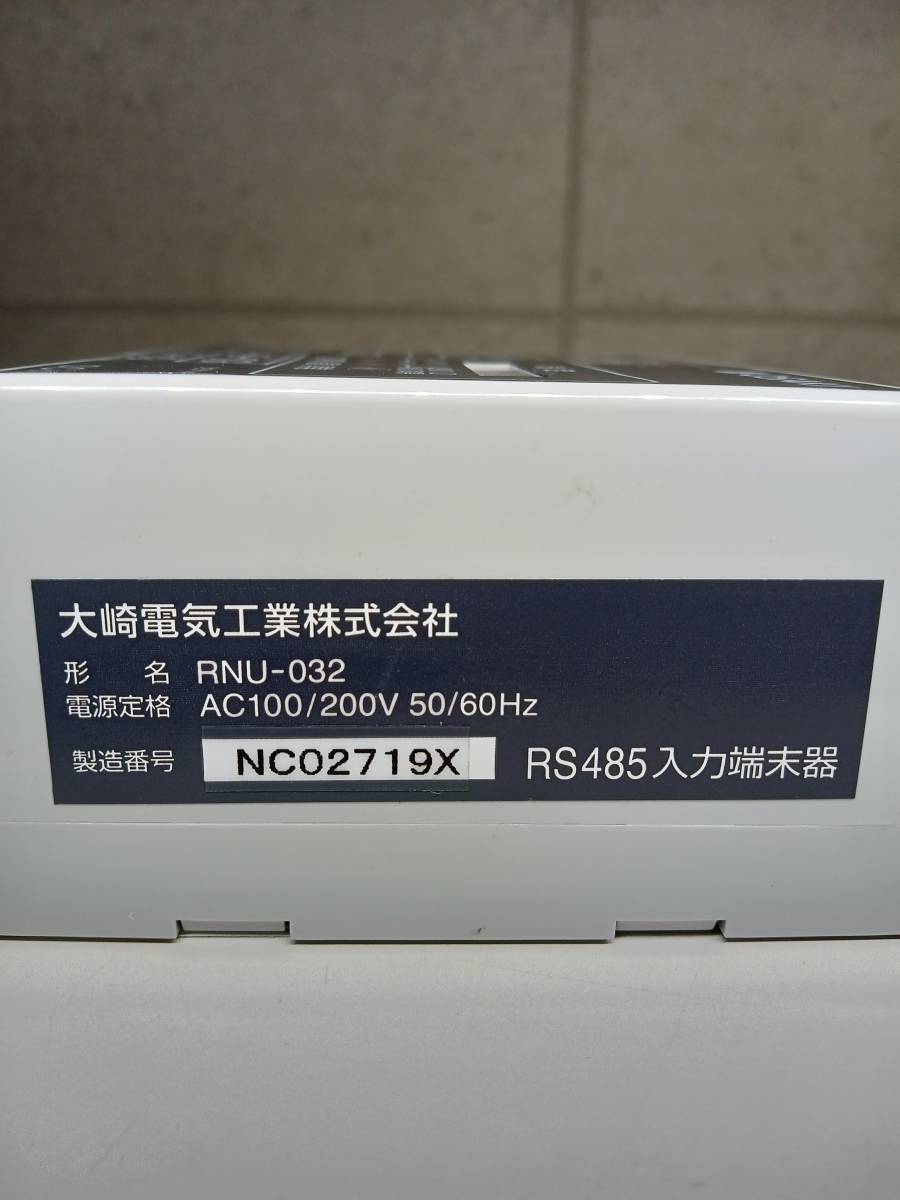 大崎電気工業株式会社
形 名 RNU-032
電源定格 AC100/200V 50/60Hz
製造番号 NC02719X RS485入力端末器